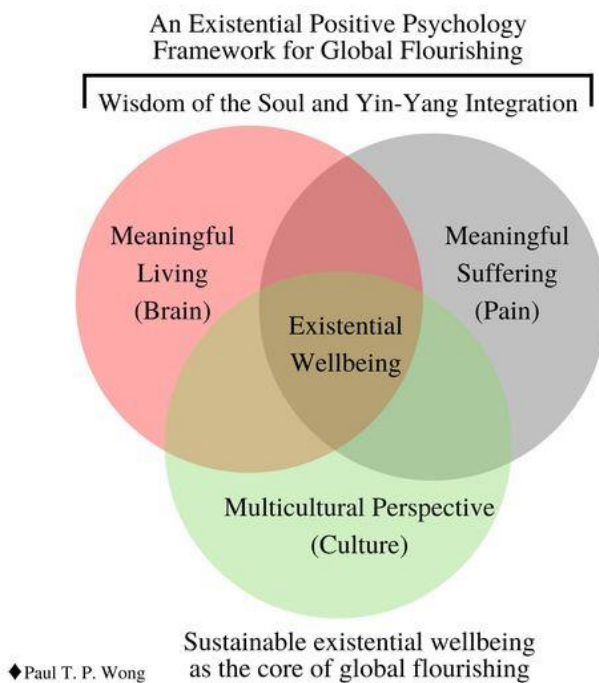 An Existential Positive Psychology
Framework for Global Flourishing
Wisdom of the Soul and Yin-Yang Integration
Meaningful
Living
(Brain)
Meaningful
Suffering
(Pain)
Existential
Wellbeing
Multicultural Perspective
(Culture)
Sustainable existential wellbeing
as the core of global flourishing
♦Paul T. P. Wong